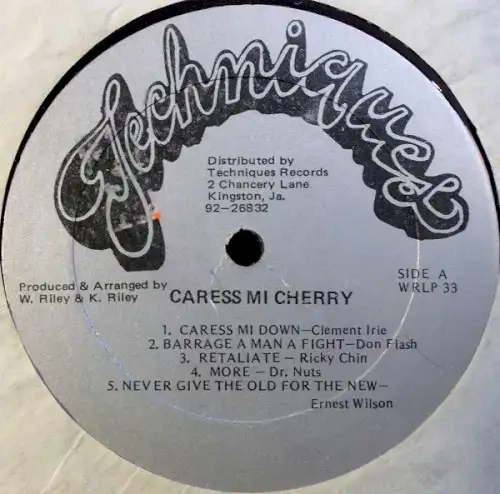 Techniques
Distributed by
Techniques Records
2 Chancery Lane
Kingston, Ja.
92-26832
Produced & Arranged by
W. Riley & K. Riley
SIDE A
WRLP 33
CARESS MI CHERRY
1. CARESS MI DOWN-Clement Irie
2. BARRAGE A MAN A FIGHT-Don Flash
3. RETALIATE - Ricky Chin
4. MORE - Dr. Nuts
5. NEVER GIVE THE OLD FOR THE NEW-
Ernest Wilson